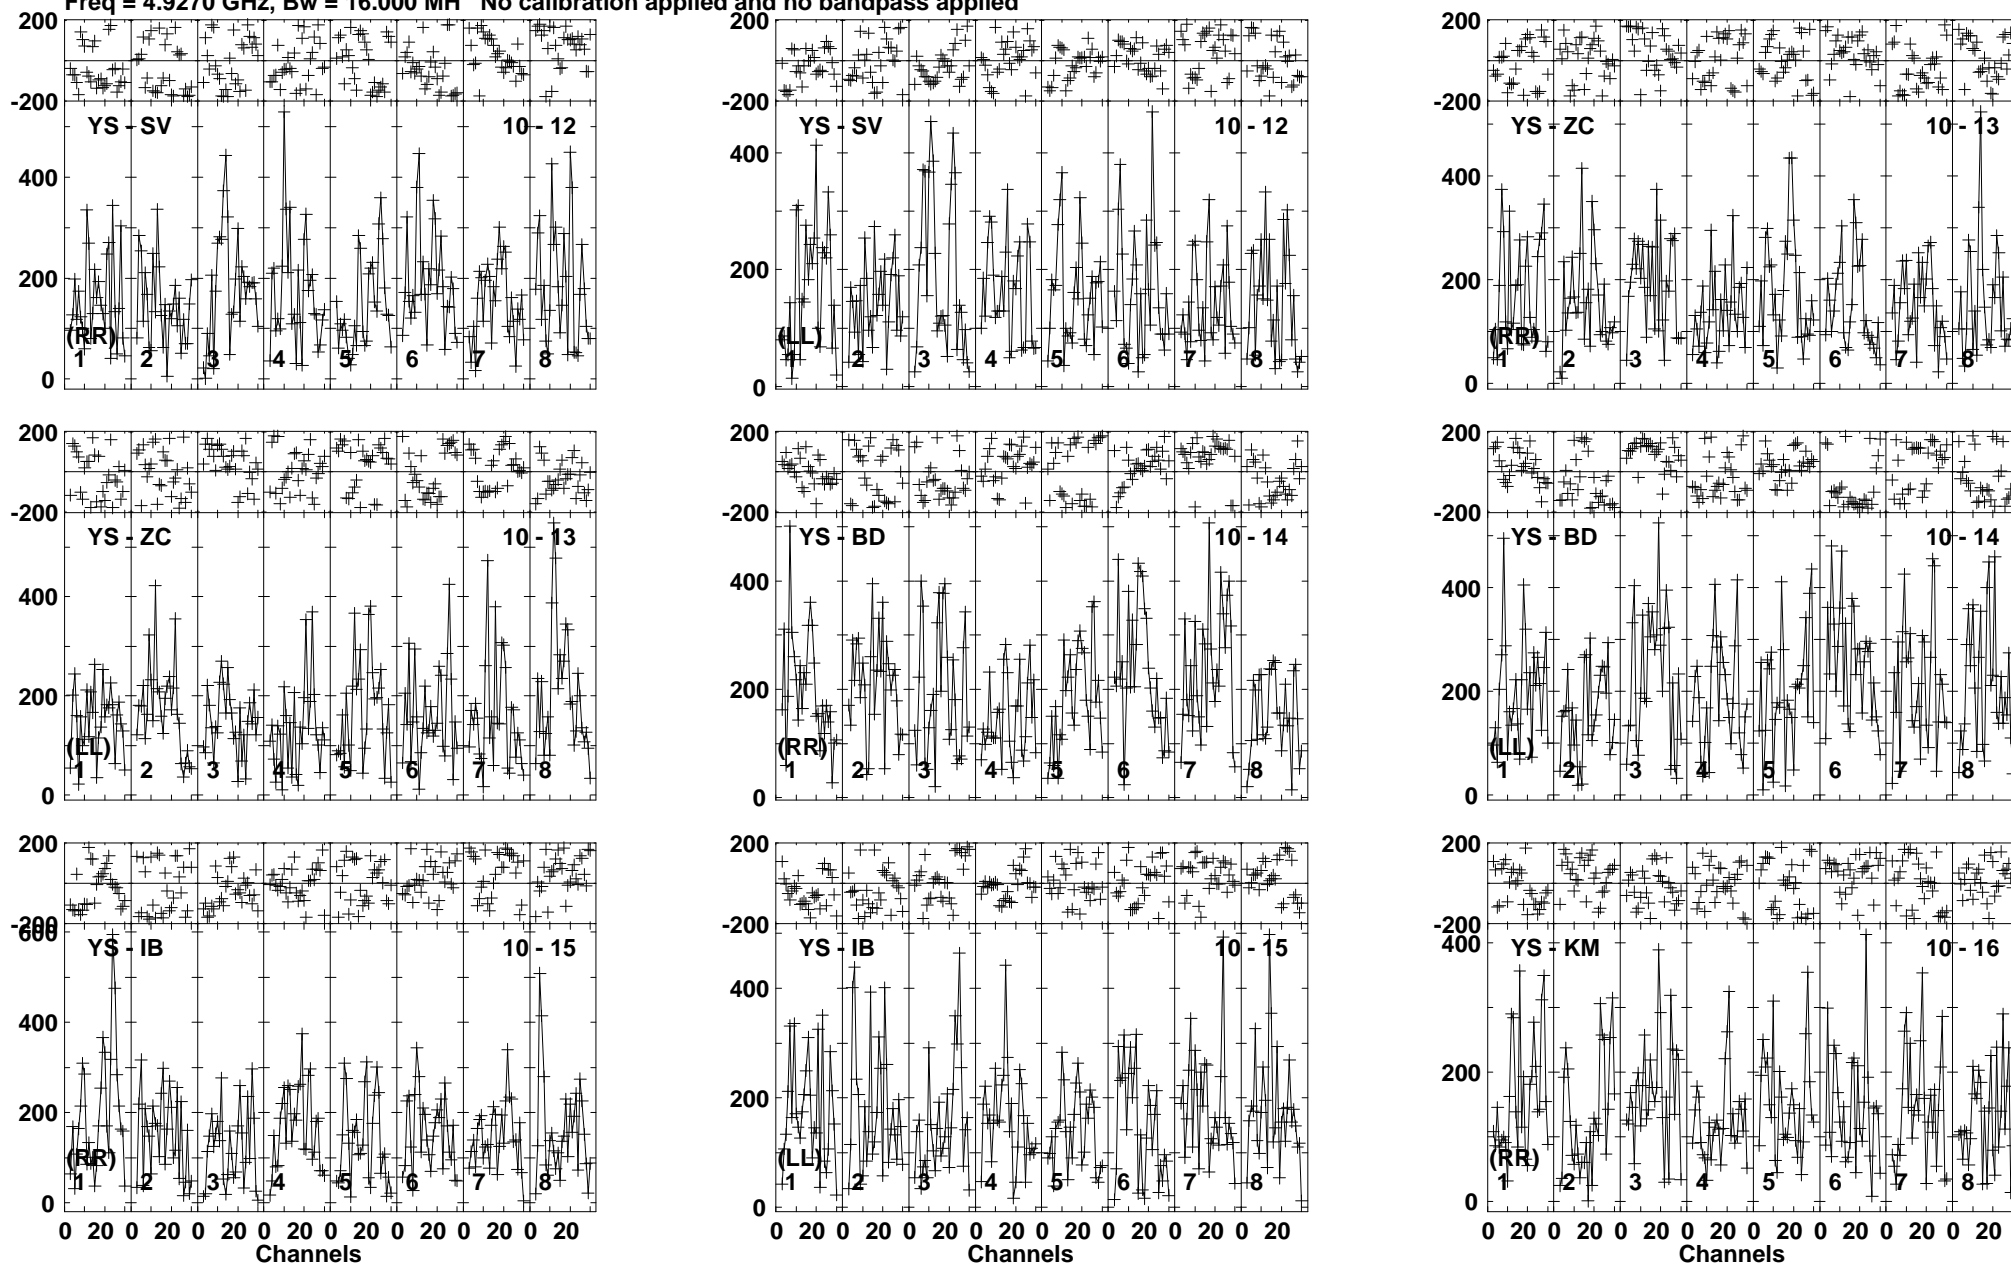 Freq = 4.9270 GHz, Bw = 16.000 MH No calibration applied and no bandpass applied
200 200 200
-200 -200 -200
YS - SV 10 - 12 YS - SV 10 - 12 YS - ZC 10 - 13
400 400 400
200 200 200
(RR) (LL) (RR)
1 2 3 4 5 6 7 8 1 2 3 4 5 6 7 8 1 2 3 4 5 6 7 8
0 0 0
200 200 200
-200 -200 -200
YS - ZC 10 - 13 YS - BD 10 - 14 YS - BD 10 - 14
400 400 400
200 200 200
(LL) (RR) (LL)
1 2 3 4 5 6 7 8 1 2 3 4 5 6 7 8 1 2 3 4 5 6 7 8
0 0 0
200 200 200
-200 -200 -200
600
YS - IB 10 - 15 YS - IB 10 - 15 YS - KM 10 - 16
400 400 400
200 200 200
(RR) (LL) (RR)
1 2 3 4 5 6 7 8 1 2 3 4 5 6 7 8 1 2 3 4 5 6 7 8
0 0 0
0 20 0 20 0 20 0 20 0 20 0 20 0 20 0 20 0 20 0 20 0 20 0 20 0 20 0 20 0 20 0 20 0 20 0 20 0 20 0 20 0 20 0 20 0 20 0 20
Channels Channels Channels